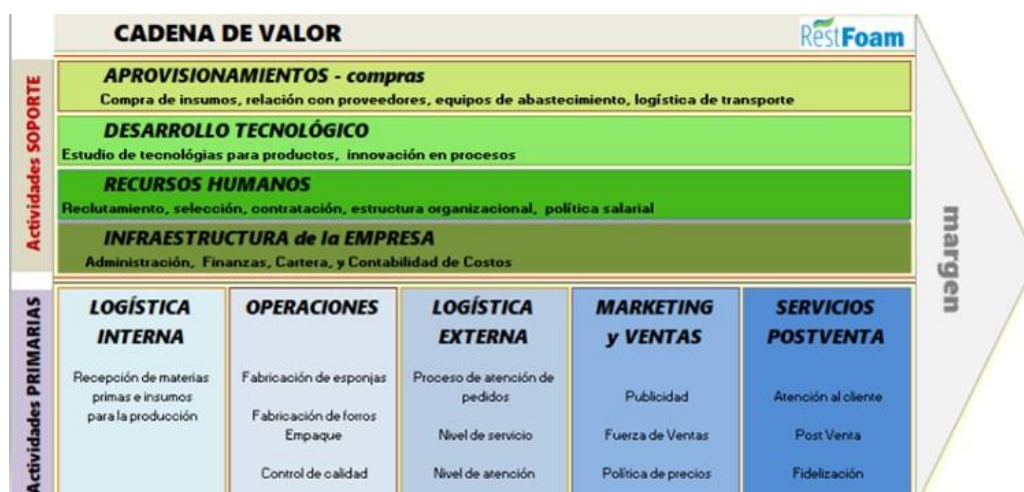 CADENA DE VALOR
RestFoam
Actividades SOPORTE
APROVISIONAMIENTOS - compras
Compra de insumos, relación con proveedores, equipos de abastecimiento, logística de transporte
DESARROLLO TECNOLÓGICO
Estudio de tecnológias para productos, innovación en procesos
RECURSOS HUMANOS
Reclutamiento, selección, contratación, estructura organizacional, política salarial
INFRAESTRUCTURA de la EMPRESA
Administración, Finanzas, Cartera, y Contabilidad de Costos
margen
Actividades PRIMARIAS
LOGÍSTICA
INTERNA
Recepción de materias
primas e insumos
para la producción
OPERACIONES
Fabricación de esponjas
Fabricación de forros
Empaque
Control de calidad
LOGÍSTICA
EXTERNA
Proceso de atención de
pedidos
Nivel de servicio
Nivel de atención
MARKETING
y VENTAS
Publicidad
Fuerza de Ventas
Política de precios
SERVICIOS
POSTVENTA
Atención al cliente
Post Venta
Fidelización